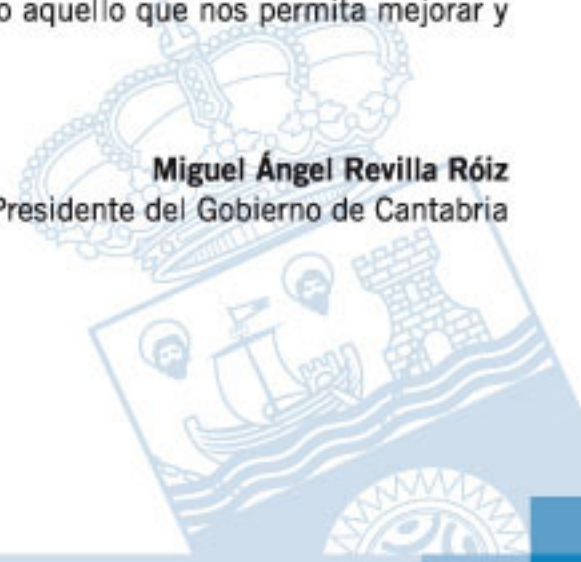 o aquello que nos permita mejorar y
Miguel Ángel Revilla Róiz
Presidente del Gobierno de Cantabria